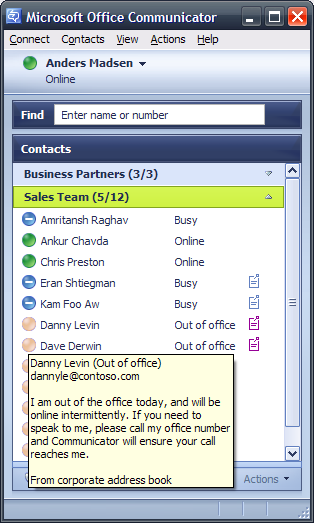 Microsoft Office Communicator
Connect Contacts View Actions Help
Anders Madsen
Online
Find Enter name or number
Contacts
Business Partners (3/3)
Sales Team (5/12)
Amritansh Raghav Busy
Ankur Chavda Online
Chris Preston Online
Eran Shtiegman Busy
Kam Foo Aw Busy
Danny Levin Out of office
Dave Derwin Out of office
Danny Levin (Out of office)
dannyle@contoso.com
I am out of the office today, and will be
online intermittently. If you need to
speak to me, please call my office number
and Communicator will ensure your call
reaches me.
From corporate address book
Actions